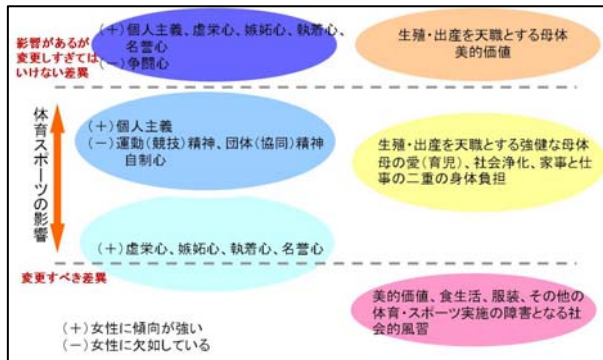 影響があるが
変更しすぎては
いけない差異
(+)個人主義、虚栄心、嫉妬心、執着心、
名誉心
(－)争闘心
生殖・出産を天職とする母体
美的価値
体育スポーツの影響
(+)個人主義
(－)運動(競技)精神、団体(協同)精神
自制心
生殖・出産を天職とする強健な母体
母の愛(育児)、社会浄化、家事と仕
事の二重の身体負担
(+)虚栄心、嫉妬心、執着心、名誉心
変更すべき差異
美的価値、食生活、服装、その他の
体育・スポーツ実施の障害となる社
会的風習
(+)女性に傾向が強い
(－)女性に欠如している